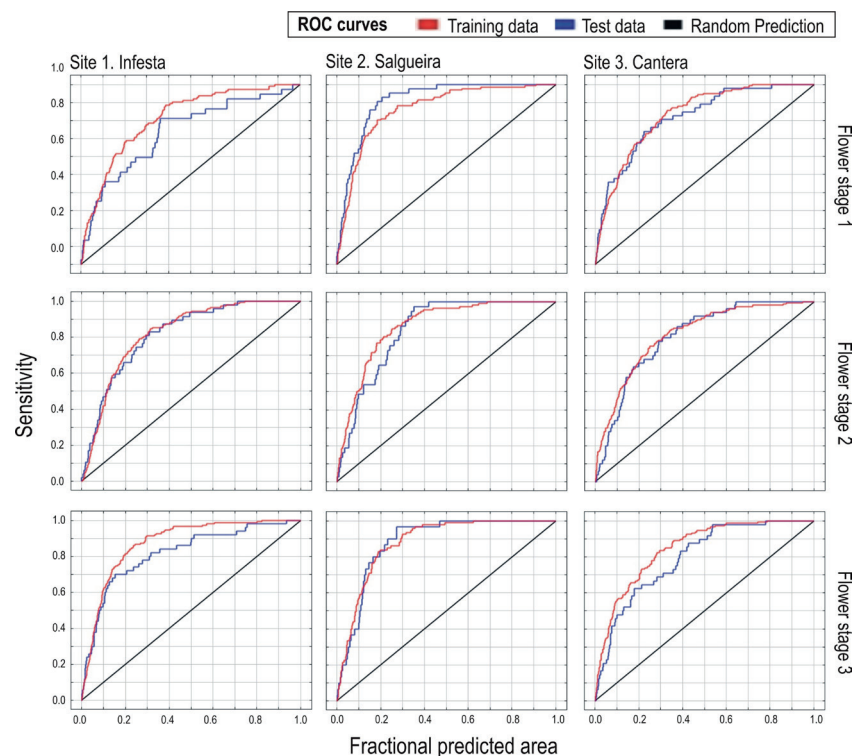 ROC curves Training data Test data Random Prediction
Site 1. Infesta Site 2. Salgueira Site 3. Cantera
1.0
0.8
0.6
0.4
0.2
0.0
Flower stage 1
1.0
0.8
0.6
0.4
0.2
0.0
Flower stage 2
Sensitivity
1.0
0.8
0.6
0.4
0.2
0.0
Flower stage 3
0.0 0.2 0.4 0.6 0.8 1.0 0.0 0.2 0.4 0.6 0.8 1.0 0.0 0.2 0.4 0.6 0.8 1.0
Fractional predicted area